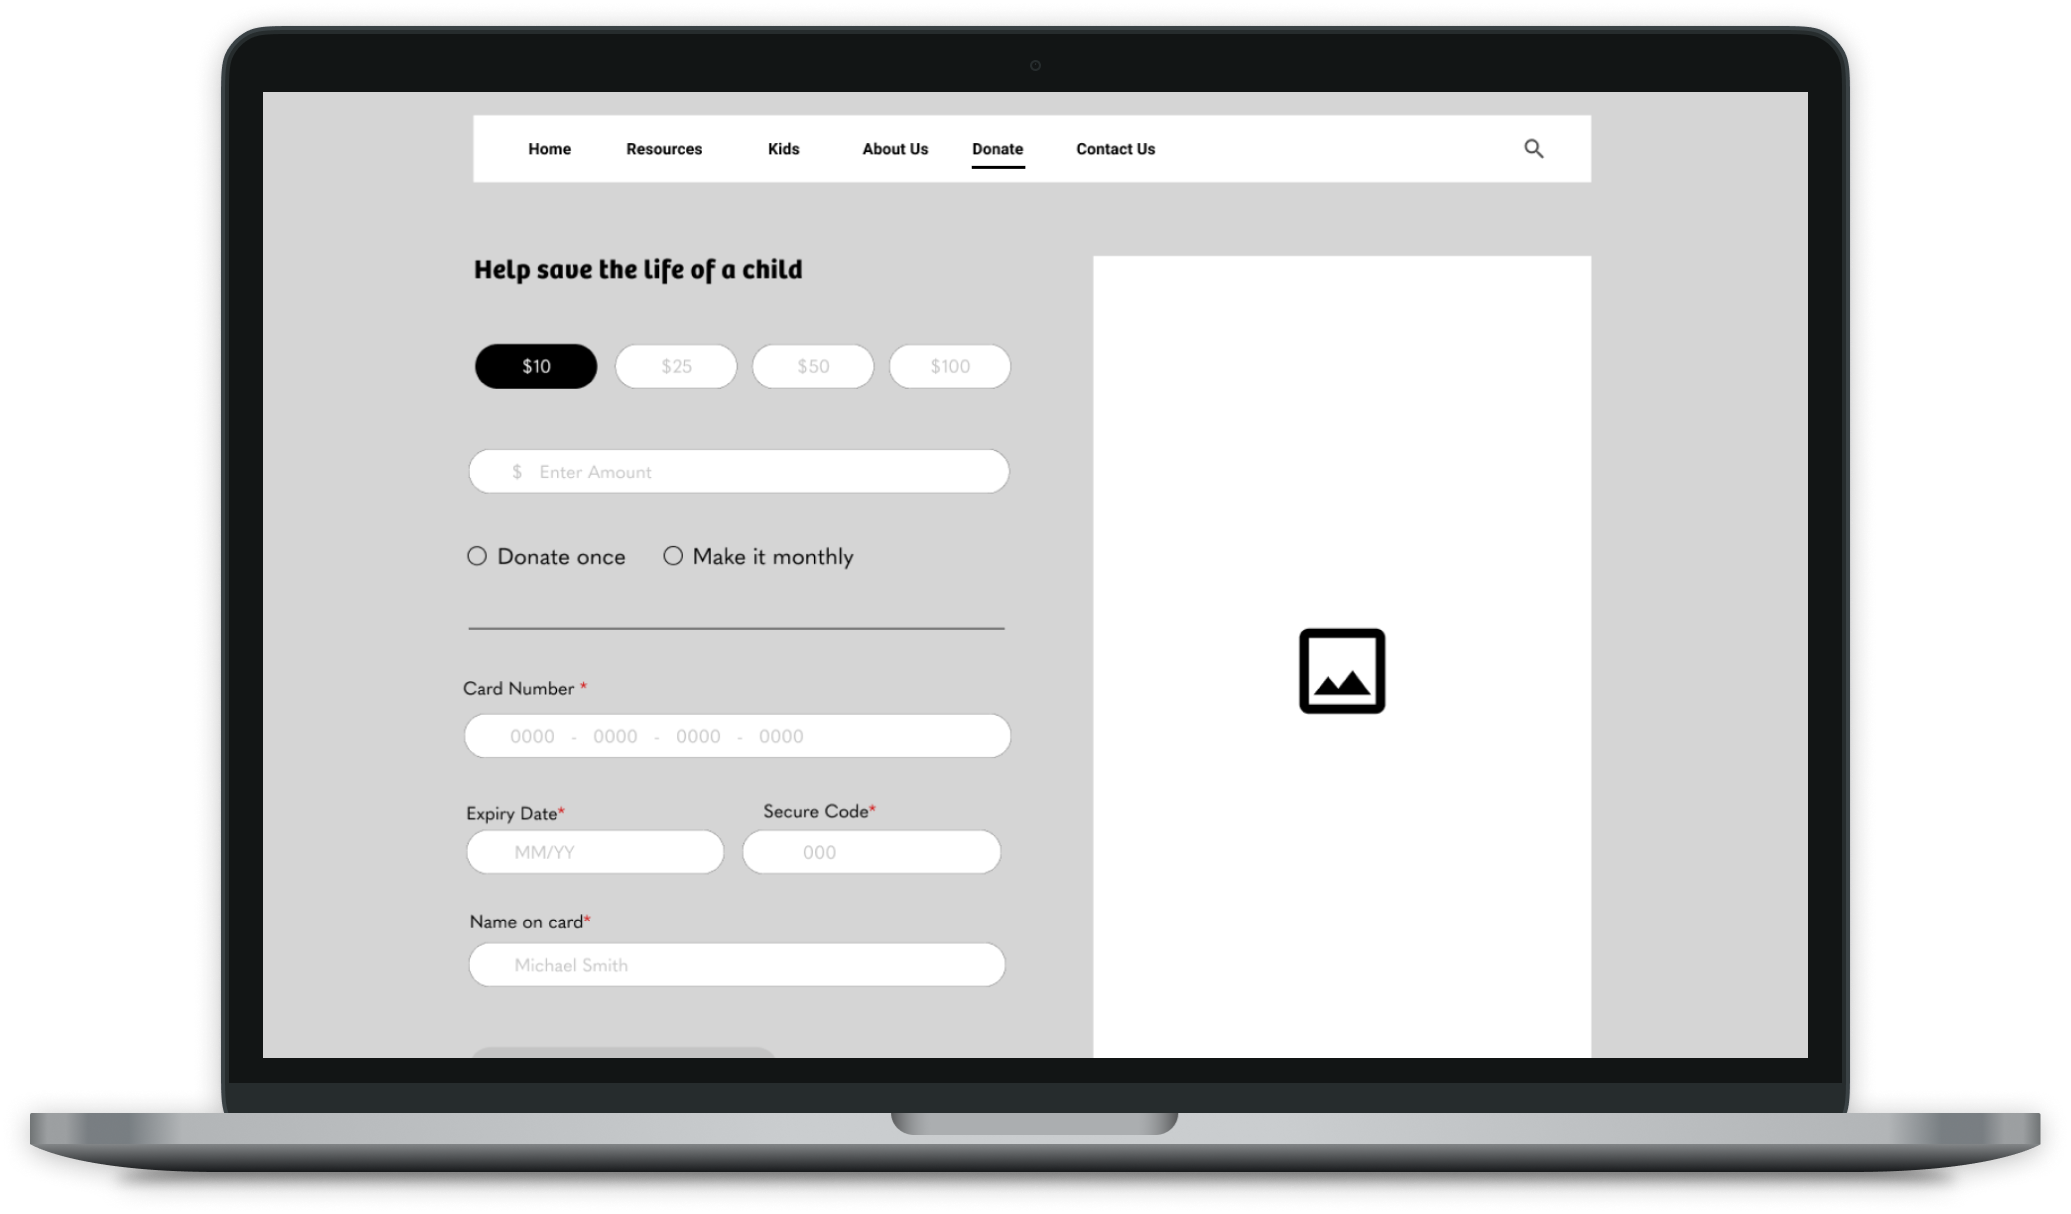 Home Resources Kids About Us Donate Contact Us
Help save the life of a child
$10 $25 $50 $100
$ Enter Amount
Donate once Make it monthly
Card Number *
0000 - 0000 - 0000 - 0000
Expiry Date* Secure Code*
MM/YY 000
Name on card*
Michael Smith